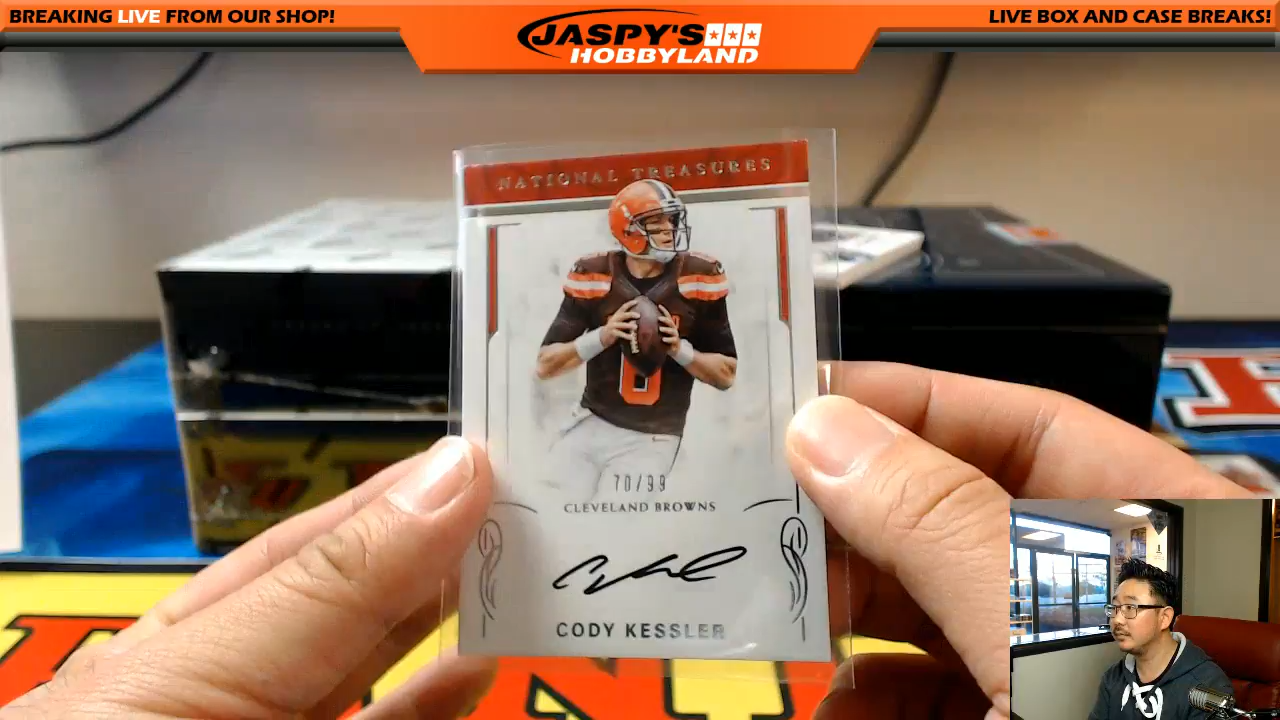 BREAKING LIVE FROM OUR SHOP!
JASPY'S
HOBBYLAND
LIVE BOX AND CASE BREAKS!
NATIONAL TREASURES
6
70/99
CLEVELAND BROWNS
CODY KESSLER